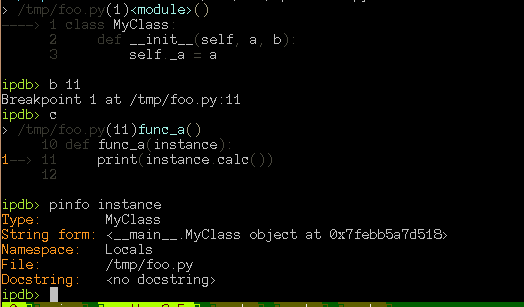 > /tmp/foo.py(1)<module>()
----> 1 class MyClass:
2 def __init__(self, a, b):
3 self._a = a
ipdb> b 11
Breakpoint 1 at /tmp/foo.py:11
ipdb> c
> /tmp/foo.py(11)func_a()
10 def func_a(instance):
1--> 11 print(instance.calc())
12
ipdb> pinfo instance
Type: MyClass
String form: <__main__.MyClass object at 0x7febb5a7d518>
Namespace: Locals
File: /tmp/foo.py
Docstring: <no docstring>
ipdb>